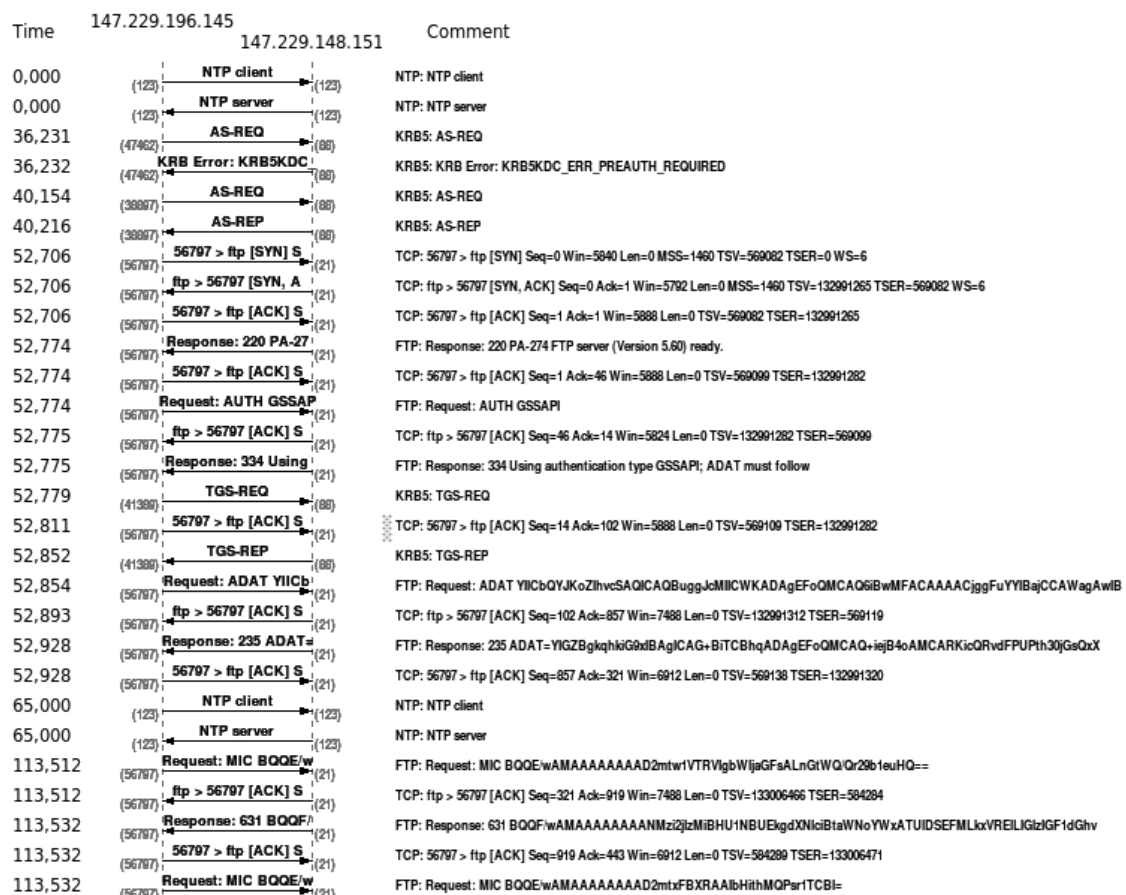 Time 147.229.196.145 147.229.148.151 Comment
0,000 NTP client (123) (123) NTP: NTP client
0,000 NTP server (123) (123) NTP: NTP server
36,231 AS-REQ (47462) (88) KRB5: AS-REQ
36,232 KRB Error: KRB5KDC_ (47462) (88) KRB5: KRB Error: KRB5KDC_ERR_PREAUTH_REQUIRED
40,154 AS-REQ (38897) (88) KRB5: AS-REQ
40,216 AS-REP (38897) (88) KRB5: AS-REP
52,706 56797 > ftp [SYN] S (56797) (21) TCP: 56797 > ftp [SYN] Seq=0 Win=5840 Len=0 MSS=1460 TSV=569082 TSER=0 WS=6
52,706 ftp > 56797 [SYN, A (56797) (21) TCP: ftp > 56797 [SYN, ACK] Seq=0 Ack=1 Win=5792 Len=0 MSS=1460 TSV=132991265 TSER=569082 WS=6
52,706 56797 > ftp [ACK] S (56797) (21) TCP: 56797 > ftp [ACK] Seq=1 Ack=1 Win=5888 Len=0 TSV=569082 TSER=132991265
52,774 Response: 220 PA-27 (56797) (21) FTP: Response: 220 PA-274 FTP server (Version 5.60) ready.
52,774 56797 > ftp [ACK] S (56797) (21) TCP: 56797 > ftp [ACK] Seq=1 Ack=46 Win=5888 Len=0 TSV=569099 TSER=132991282
52,774 Request: AUTH GSSAP (56797) (21) FTP: Request: AUTH GSSAPI
52,775 ftp > 56797 [ACK] S (56797) (21) TCP: ftp > 56797 [ACK] Seq=46 Ack=14 Win=5824 Len=0 TSV=132991282 TSER=569099
52,775 Response: 334 Using (56797) (21) FTP: Response: 334 Using authentication type GSSAPI; ADAT must follow
52,779 TGS-REQ (41389) (88) KRB5: TGS-REQ
52,811 56797 > ftp [ACK] S (56797) (21) TCP: 56797 > ftp [ACK] Seq=14 Ack=102 Win=5888 Len=0 TSV=569109 TSER=132991282
52,852 TGS-REP (41389) (88) KRB5: TGS-REP
52,854 Request: ADAT YIICb (56797) (21) FTP: Request: ADAT
52,893 ftp > 56797 [ACK] S (56797) (21) TCP: ftp > 56797 [ACK] Seq=102 Ack=857 Win=7488 Len=0 TSV=132991312 TSER=569119
52,928 Response: 235 ADAT= (56797) (21) FTP: Response: 235
52,928 56797 > ftp [ACK] S (56797) (21) TCP: 56797 > ftp [ACK] Seq=857 Ack=321 Win=6912 Len=0 TSV=569138 TSER=132991320
65,000 NTP client (123) (123) NTP: NTP client
65,000 NTP server (123) (123) NTP: NTP server
113,512 Request: MIC BQQE/w (56797) (21) FTP: Request: MIC
113,512 ftp > 56797 [ACK] S (56797) (21) TCP: ftp > 56797 [ACK] Seq=321 Ack=919 Win=7488 Len=0 TSV=133006466 TSER=584284
113,532 Response: 631 BQQF/ (56797) (21) FTP: Response: 631
113,532 56797 > ftp [ACK] S (56797) (21) TCP: 56797 > ftp [ACK] Seq=919 Ack=443 Win=6912 Len=0 TSV=584289 TSER=133006471
113,532 Request: MIC BQQE/w FTP: Request: MIC